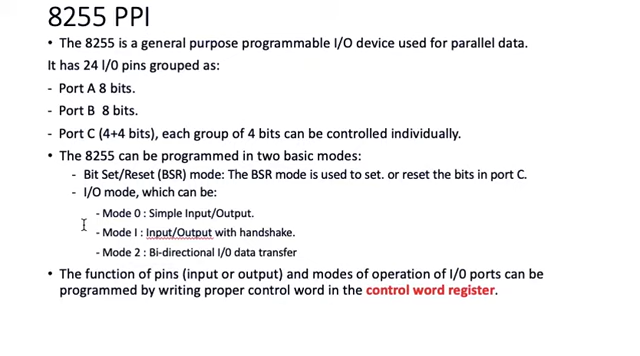 8255 PPI
• The 8255 is a general purpose programmable I/O device used for parallel data.
It has 24 I/0 pins grouped as:
- Port A 8 bits.
- Port B 8 bits.
- Port C (4+4 bits), each group of 4 bits can be controlled individually.
• The 8255 can be programmed in two basic modes:
- Bit Set/Reset (BSR) mode: The BSR mode is used to set. or reset the bits in port C.
- I/O mode, which can be:
- Mode 0 : Simple Input/Output.
- Mode I : Input/Output with handshake.
- Mode 2 : Bi-directional I/0 data transfer
• The function of pins (input or output) and modes of operation of I/0 ports can be
programmed by writing proper control word in the control word register.